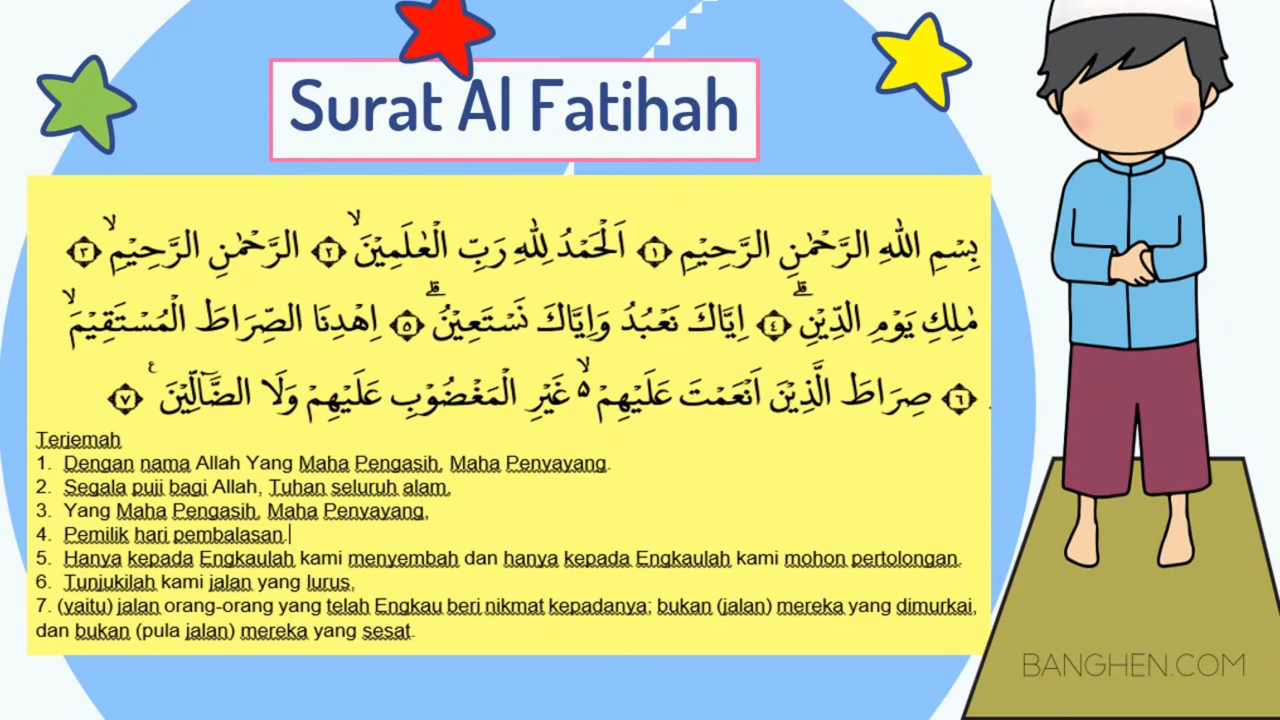 Surat Al Fatihah
بِسْمِ اللّٰهِ الرَّحْمٰنِ الرَّحِيْمِ ۝١ اَلْحَمْدُ لِلّٰهِ رَبِّ الْعٰلَمِيْنَۙ ۝٢ الرَّحْمٰنِ الرَّحِيْمِۙ ۝٣
مٰلِكِ يَوْمِ الدِّيْنِۗ ۝٤ اِيَّاكَ نَعْبُدُ وَاِيَّاكَ نَسْتَعِيْنُۗ ۝٥ اِهْدِنَا الصِّرَاطَ الْمُسْتَقِيْمَۙ
۝٦ صِرَاطَ الَّذِيْنَ اَنْعَمْتَ عَلَيْهِمْ ەۙ غَيْرِ الْمَغْضُوْبِ عَلَيْهِمْ وَلَا الضَّاۤلِّيْنَ ࣖ ۝٧
Terjemah
1. Dengan nama Allah Yang Maha Pengasih, Maha Penyayang.
2. Segala puji bagi Allah, Tuhan seluruh alam,
3. Yang Maha Pengasih, Maha Penyayang,
4. Pemilik hari pembalasan.
5. Hanya kepada Engkaulah kami menyembah dan hanya kepada Engkaulah kami mohon pertolongan.
6. Tunjukilah kami jalan yang lurus,
7. (yaitu) jalan orang-orang yang telah Engkau beri nikmat kepadanya; bukan (jalan) mereka yang dimurkai,
dan bukan (pula jalan) mereka yang sesat.
BANGHEN.COM